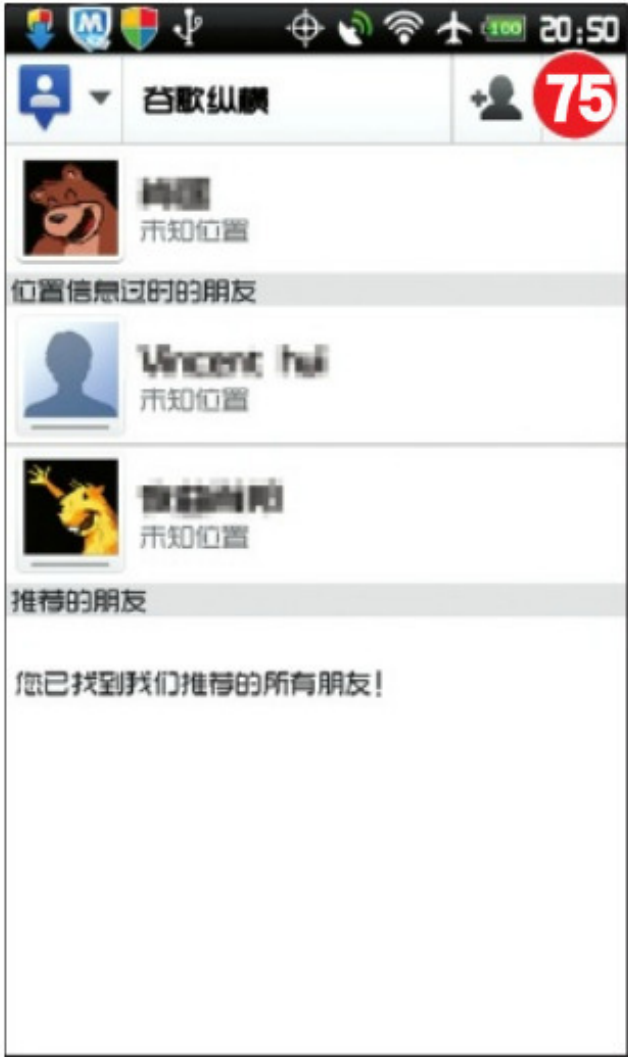 20:50
谷歌纵横
75
未知位置
位置信息过时的朋友
Vincent hui
未知位置
未知位置
推荐的朋友
您已找到我们推荐的所有朋友！